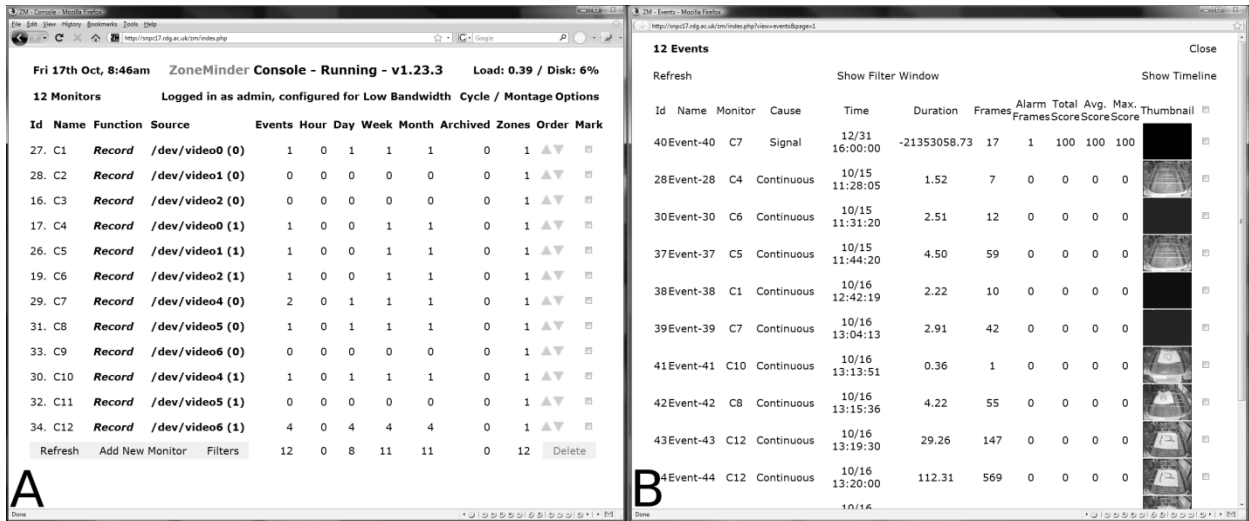 ZM - Console - Mozilla Firefox
File Edit View History Bookmarks Tools Help
http://snpc17.rdg.ac.uk/zm/index.php
Google
Fri 17th Oct, 8:46am ZoneMinder Console - Running - v1.23.3 Load: 0.39 / Disk: 6%
12 Monitors Logged in as admin, configured for Low Bandwidth Cycle / Montage Options
Id Name Function Source Events Hour Day Week Month Archived Zones Order Mark
27. C1 Record /dev/video0 (0) 1 0 1 1 1 0 1
28. C2 Record /dev/video1 (0) 0 0 0 0 0 0 1
16. C3 Record /dev/video2 (0) 0 0 0 0 0 0 1
17. C4 Record /dev/video0 (1) 1 0 0 1 1 0 1
26. C5 Record /dev/video1 (1) 1 0 0 1 1 0 1
19. C6 Record /dev/video2 (1) 1 0 0 1 1 0 1
29. C7 Record /dev/video4 (0) 2 0 1 1 1 0 1
31. C8 Record /dev/video5 (0) 1 0 1 1 1 0 1
33. C9 Record /dev/video6 (0) 0 0 0 0 0 0 1
30. C10 Record /dev/video4 (1) 1 0 1 1 1 0 1
32. C11 Record /dev/video5 (1) 0 0 0 0 0 0 1
34. C12 Record /dev/video6 (1) 4 0 4 4 4 0 1
Refresh Add New Monitor Filters 12 0 8 11 11 0 12 Delete
A
Done
ZM - Events - Mozilla Firefox
http://snpc17.rdg.ac.uk/zm/index.php?view=events&page=1
12 Events Close
Refresh Show Filter Window Show Timeline
Id Name Monitor Cause Time Duration Frames Alarm Frames Total Score Avg. Score Max. Score Thumbnail
40 Event-40 C7 Signal 12/31 16:00:00 -21353058.73 17 1 100 100 100
28 Event-28 C4 Continuous 10/15 11:28:05 1.52 7 0 0 0 0
30 Event-30 C6 Continuous 10/15 11:31:20 2.51 12 0 0 0 0
37 Event-37 C5 Continuous 10/15 11:44:20 4.50 59 0 0 0 0
38 Event-38 C1 Continuous 10/16 12:42:19 2.22 10 0 0 0 0
39 Event-39 C7 Continuous 10/16 13:04:13 2.91 42 0 0 0 0
41 Event-41 C10 Continuous 10/16 13:13:51 0.36 1 0 0 0 0 10
42 Event-42 C8 Continuous 10/16 13:15:36 4.22 55 0 0 0 0 8
43 Event-43 C12 Continuous 10/16 13:19:30 29.26 147 0 0 0 0 12
4 Event-44 C12 Continuous 10/16 13:20:00 112.31 569 0 0 0 0 12
B
Done